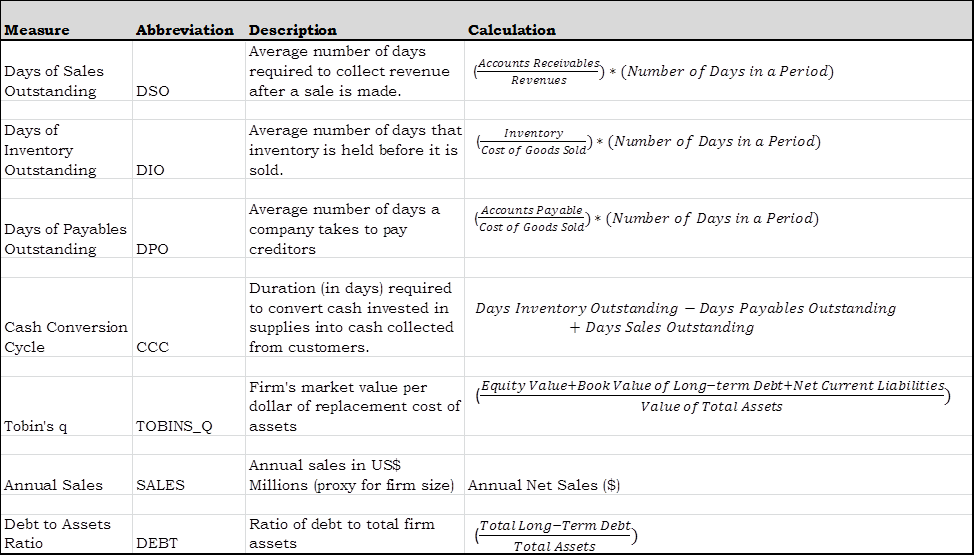 Measure Abbreviation Description Calculation
Days of Sales Outstanding DSO Average number of days required to collect revenue after a sale is made. (Accounts Receivables / Revenues) * (Number of Days in a Period)
Days of Inventory Outstanding DIO Average number of days that inventory is held before it is sold. (Inventory / Cost of Goods Sold) * (Number of Days in a Period)
Days of Payables Outstanding DPO Average number of days a company takes to pay creditors (Accounts Payable / Cost of Goods Sold) * (Number of Days in a Period)
Cash Conversion Cycle CCC Duration (in days) required to convert cash invested in supplies into cash collected from customers. Days Inventory Outstanding − Days Payables Outstanding + Days Sales Outstanding
Tobin's q TOBINS_Q Firm's market value per dollar of replacement cost of assets (Equity Value+Book Value of Long−term Debt+Net Current Liabilities / Value of Total Assets)
Annual Sales SALES Annual sales in US$ Millions (proxy for firm size) Annual Net Sales ($)
Debt to Assets Ratio DEBT Ratio of debt to total firm assets (Total Long−Term Debt / Total Assets)